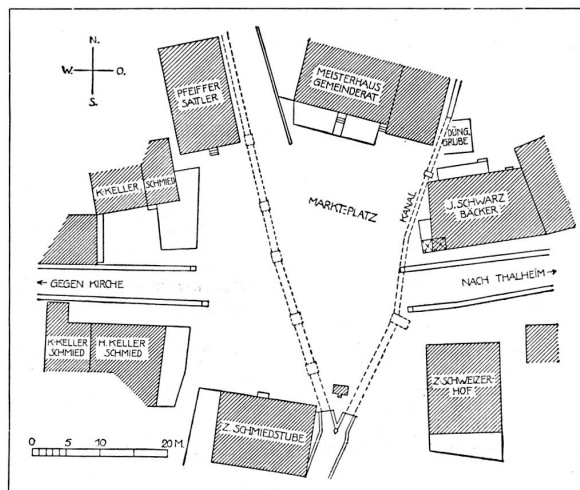 N.
W. O.
S.
PFEIFFER
SATTLER
MEISTERHAUS
GEMEINDERAT
DÜNG.
GRUBE
K. KELLER
SCHMIED
J. SCHWARZ
BÄCKER
MARKTPLATZ
KANAL
← GEGEN KIRCHE
NACH THALHEIM →
K. KELLER
SCHMIED
H. KELLER
SCHMIED
Z. SCHWEIZER-
HOF
Z. SCHMIEDSTUBE
0 5 10 20 M.